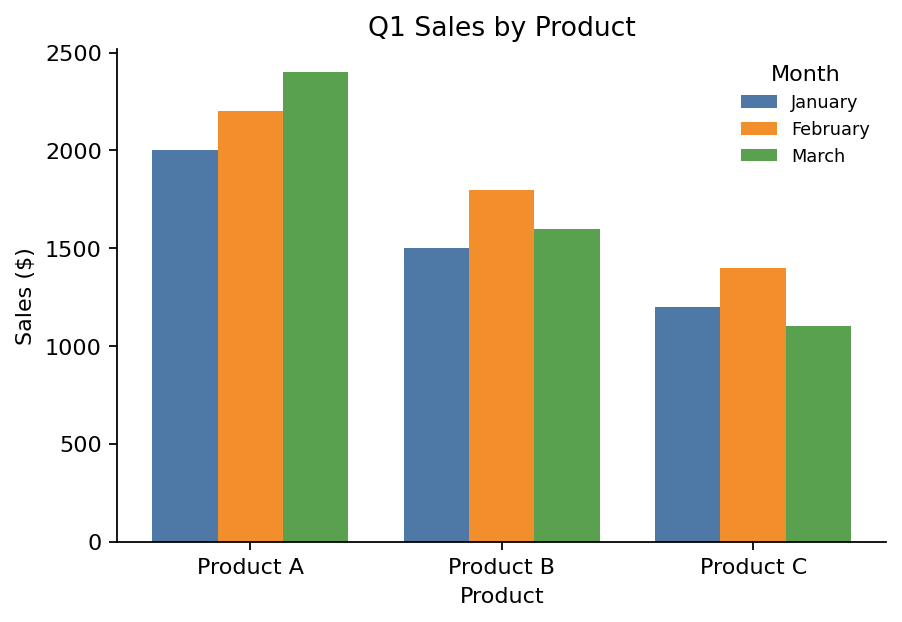 Q1 Sales by Product
Sales ($)
2500
2000
1500
1000
500
0
Month
January
February
March
Product A
Product B
Product C
Product